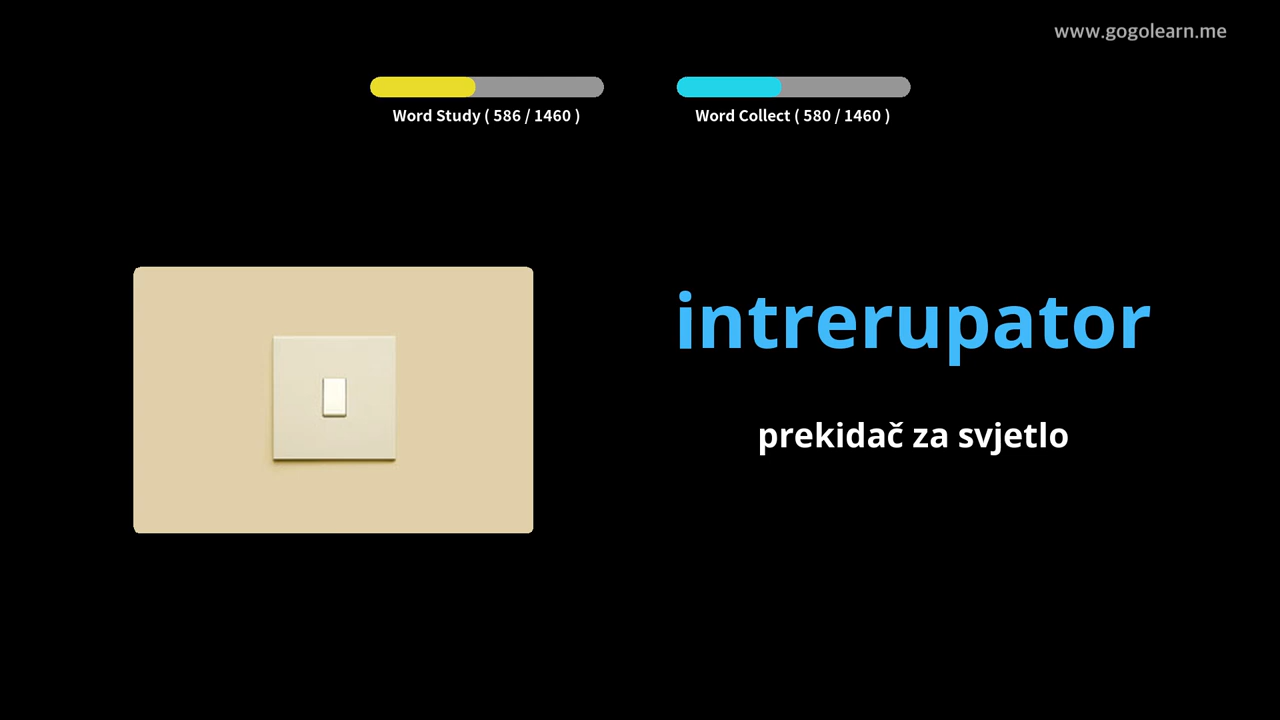 www.gogolearn.me
Word Study ( 586 / 1460 )
Word Collect ( 580 / 1460 )
intrerupator
prekidač za svjetlo